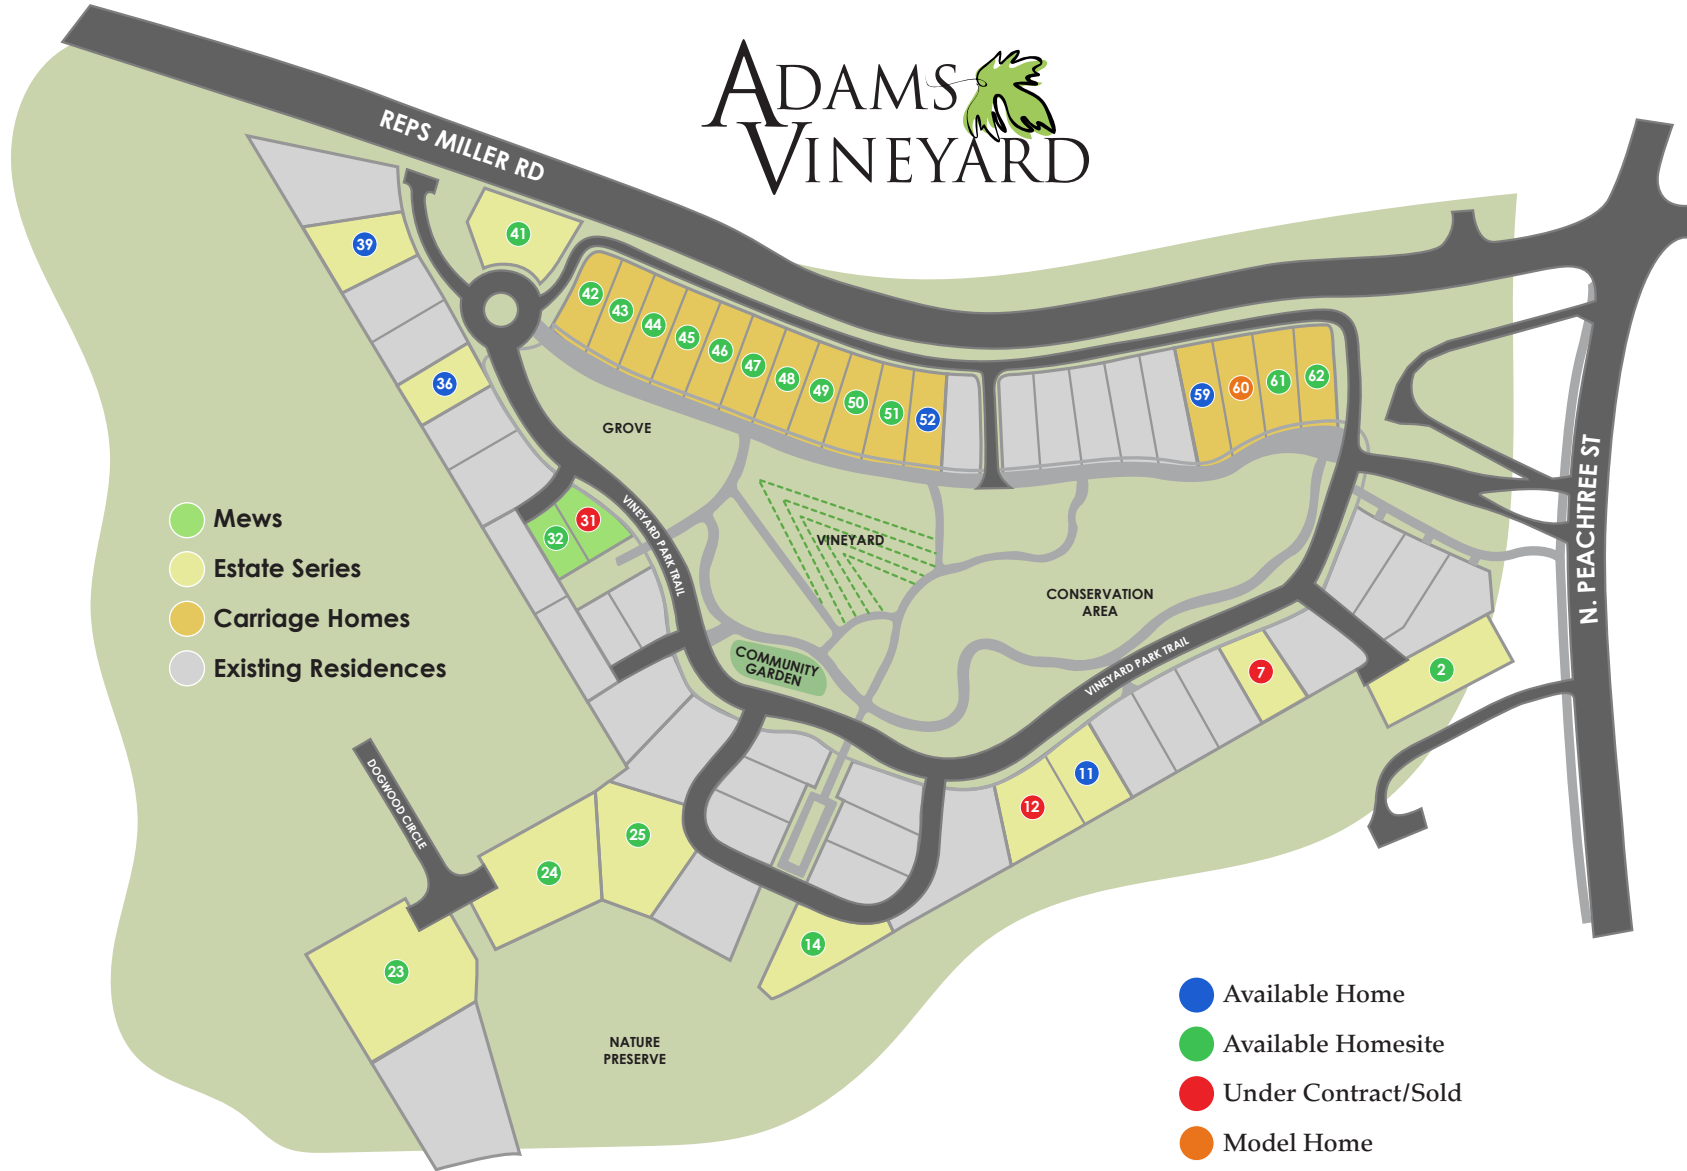 ADAMS
VINEYARD
REPS MILLER RD
39
41
36
42
43
44
45
46
47
48
49
50
51
52
59
60
61
62
GROVE
VINEYARD
CONSERVATION
AREA
N. PEACHTREE ST
VINEYARD PARK TRAIL
31
32
Mews
Estate Series
Carriage Homes
Existing Residences
COMMUNITY
GARDEN
VINEYARD PARK TRAIL
7
2
11
12
DOGWOOD CIRCLE
25
24
14
23
NATURE
PRESERVE
Available Home
Available Homesite
Under Contract/Sold
Model Home